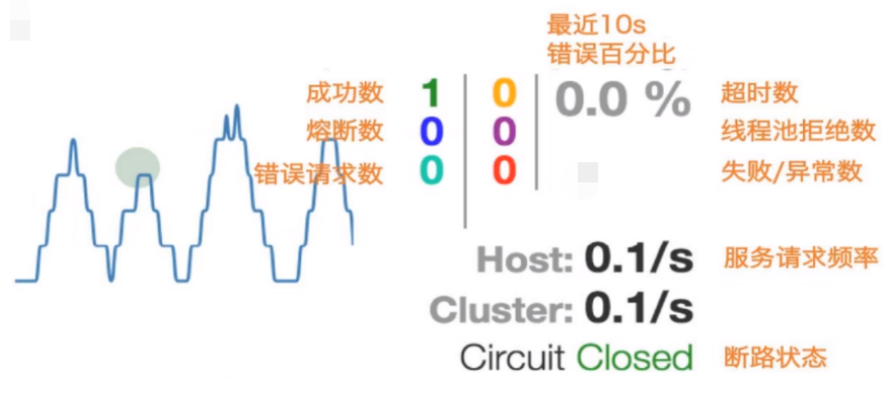 最近10s
错误百分比
成功数 1 0 0.0 % 超时数
熔断数 0 0 线程池拒绝数
错误请求数 0 0 失败/异常数
Host: 0.1/s 服务请求频率
Cluster: 0.1/s
Circuit Closed 断路状态